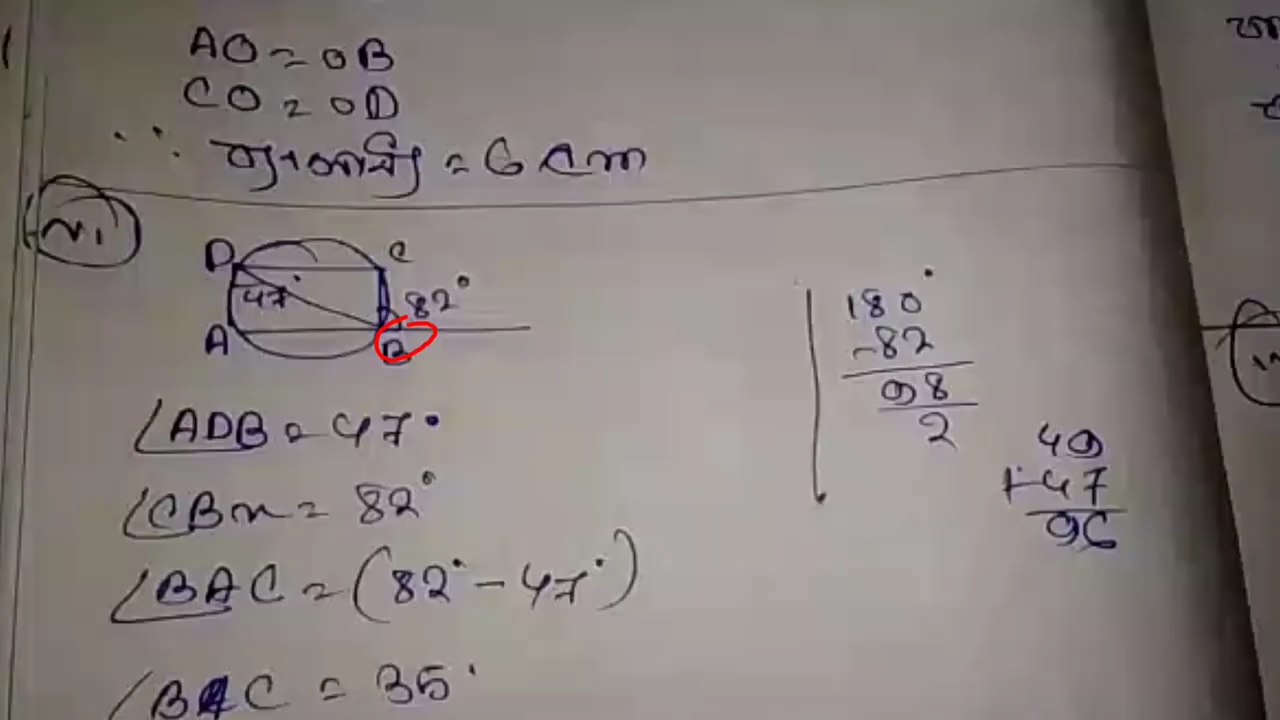 AO = OB
CO = OD
∴ ব্যাসার্ধ = 6 cm
D C
47°
82°
A B
∠ADB = 47°
∠CBx = 82°
∠BAC = (82° - 47°)
∠BAC = 35°
180°
-82
98
2
49
+47
96